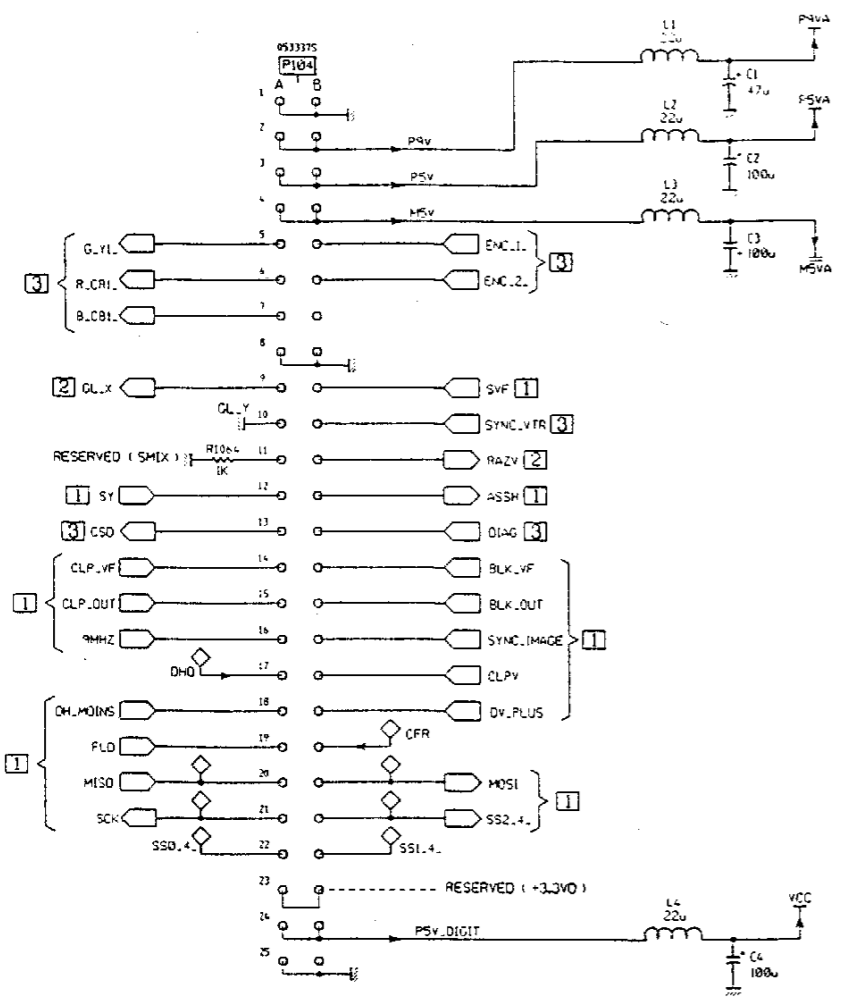 053337S
P104
A B
L1
22u
P9VA
C1
47u
1
2
P9V
L2
22u
P5VA
C2
100u
3
P5V
L3
22u
4
M5V
C3
100u
M5VA
3
G_Y1_
5
ENC_1_
3
R_CR1_
6
ENC_2_
B_CB1_
7
8
2 GL_X
9
SVF 1
GL_Y
10
SYNC_VTR 3
RESERVED ( SMIX )
R1064
1K
11
RAZV 2
1 SY
12
ASSH 1
3 CSO
13
DIAG 3
CLP_VF
14
BLK_VF
1
CLP_OUT
15
BLK_OUT
9MHZ
16
SYNC_IMAGE
1
DHO
17
CLPV
DH_MOINS
18
DV_PLUS
1
FLD
19
CFR
MISO
20
MOSI
1
SCK
21
SS2_4_
SS0_4_
22
SS1_4_
23
RESERVED ( +3.3VD )
24
P5V_DIGIT
L4
22u
VCC
25
C4
100u